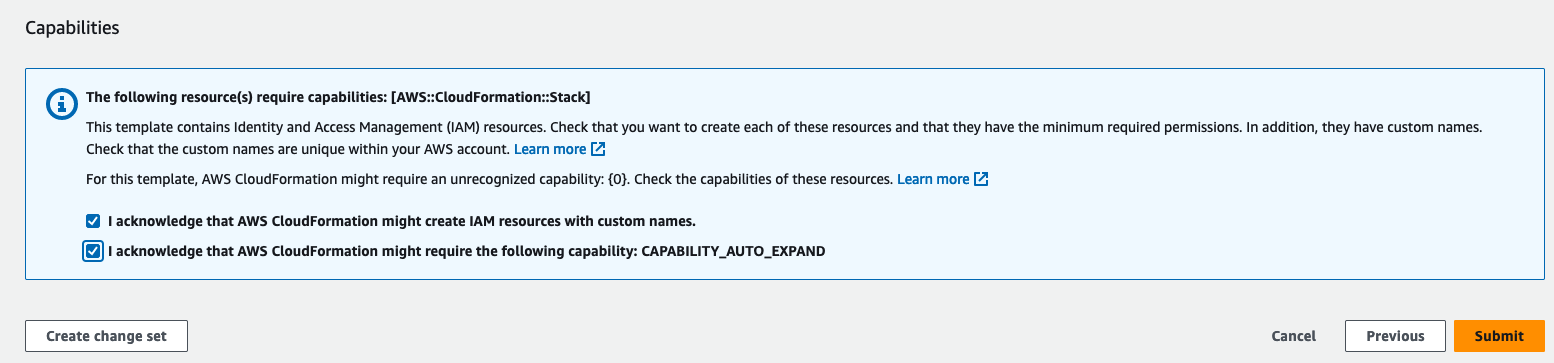 Capabilities
The following resource(s) require capabilities: [AWS::CloudFormation::Stack]
This template contains Identity and Access Management (IAM) resources. Check that you want to create each of these resources and that they have the minimum required permissions. In addition, they have custom names.
Check that the custom names are unique within your AWS account. Learn more
For this template, AWS CloudFormation might require an unrecognized capability: {0}. Check the capabilities of these resources. Learn more
I acknowledge that AWS CloudFormation might create IAM resources with custom names.
I acknowledge that AWS CloudFormation might require the following capability: CAPABILITY_AUTO_EXPAND
Create change set Cancel Previous Submit